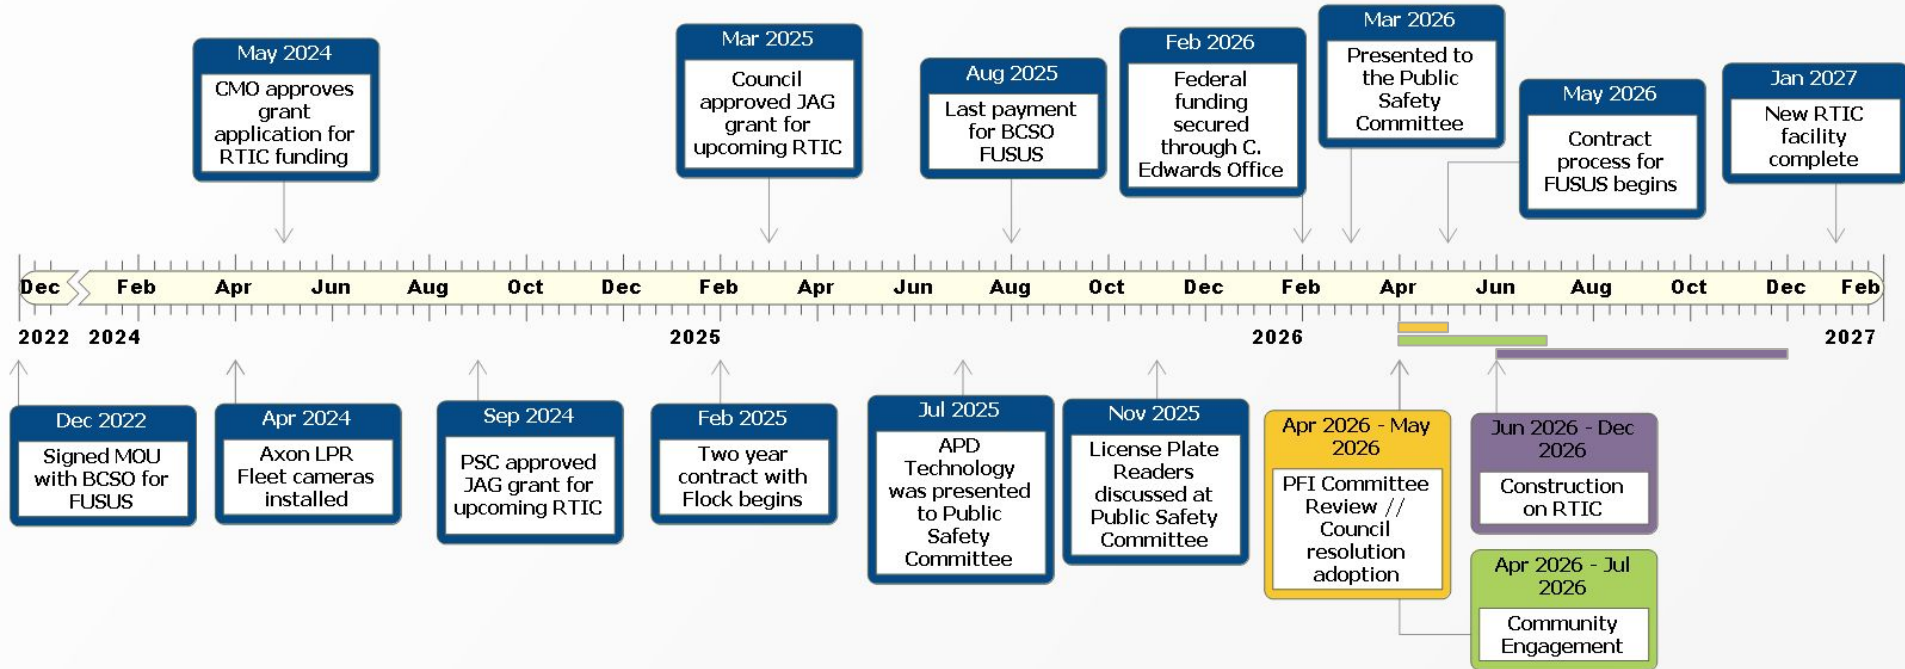 May 2024
CMO approves
grant
application for
RTIC funding
Mar 2025
Council
approved JAG
grant for
upcoming RTIC
Aug 2025
Last payment
for BCSO
FUSUS
Feb 2026
Federal
funding
secured
through C.
Edwards Office
Mar 2026
Presented to
the Public
Safety
Committee
May 2026
Contract
process for
FUSUS begins
Jan 2027
New RTIC
facility
complete
Dec Feb Apr Jun Aug Oct Dec Feb Apr Jun Aug Oct Dec Feb Apr Jun Aug Oct Dec Feb
2022 2024 2025 2026 2027
Dec 2022
Signed MOU
with BCSO for
FUSUS
Apr 2024
Axon LPR
Fleet cameras
installed
Sep 2024
PSC approved
JAG grant for
upcoming RTIC
Feb 2025
Two year
contract with
Flock begins
Jul 2025
APD
Technology
was presented
to Public
Safety
Committee
Nov 2025
License Plate
Readers
discussed at
Public Safety
Committee
Apr 2026 - May
2026
PFI Committee
Review //
Council
resolution
adoption
Jun 2026 - Dec
2026
Construction
on RTIC
Apr 2026 - Jul
2026
Community
Engagement